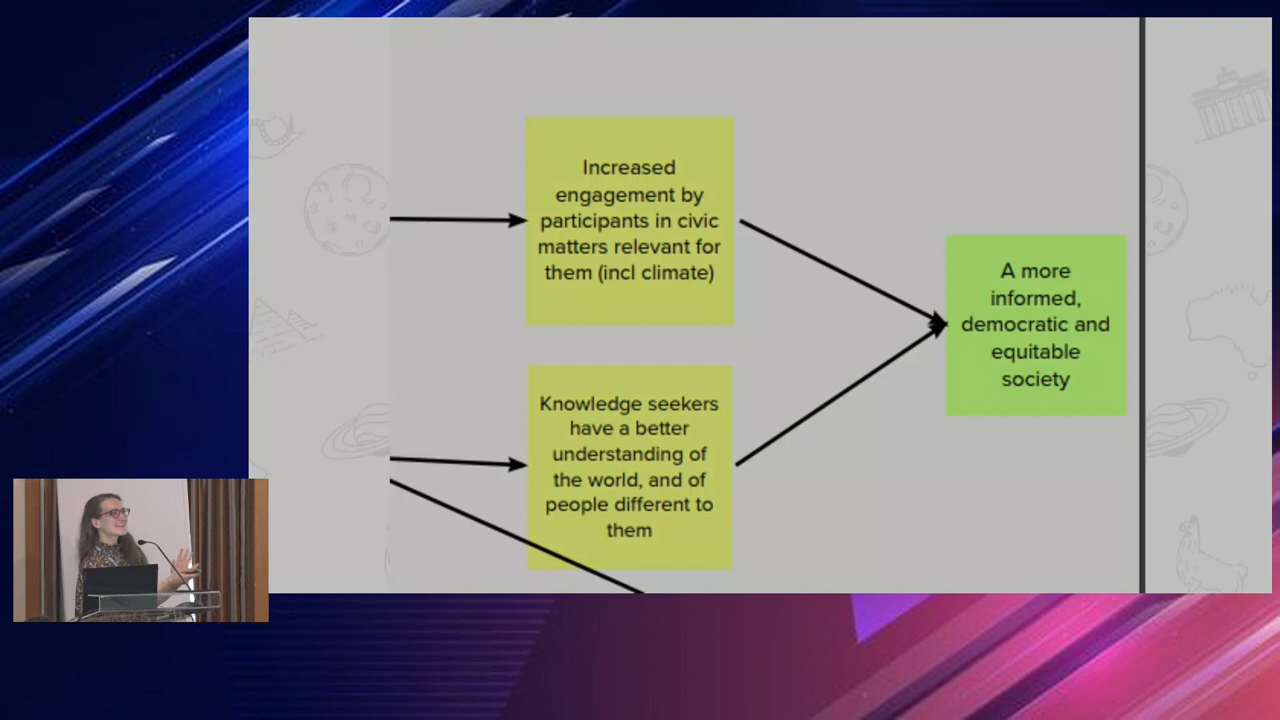 Increased
engagement by
participants in civic
matters relevant for
them (incl climate)
A more
informed,
democratic and
equitable
society
Knowledge seekers
have a better
understanding of
the world, and of
people different to
them